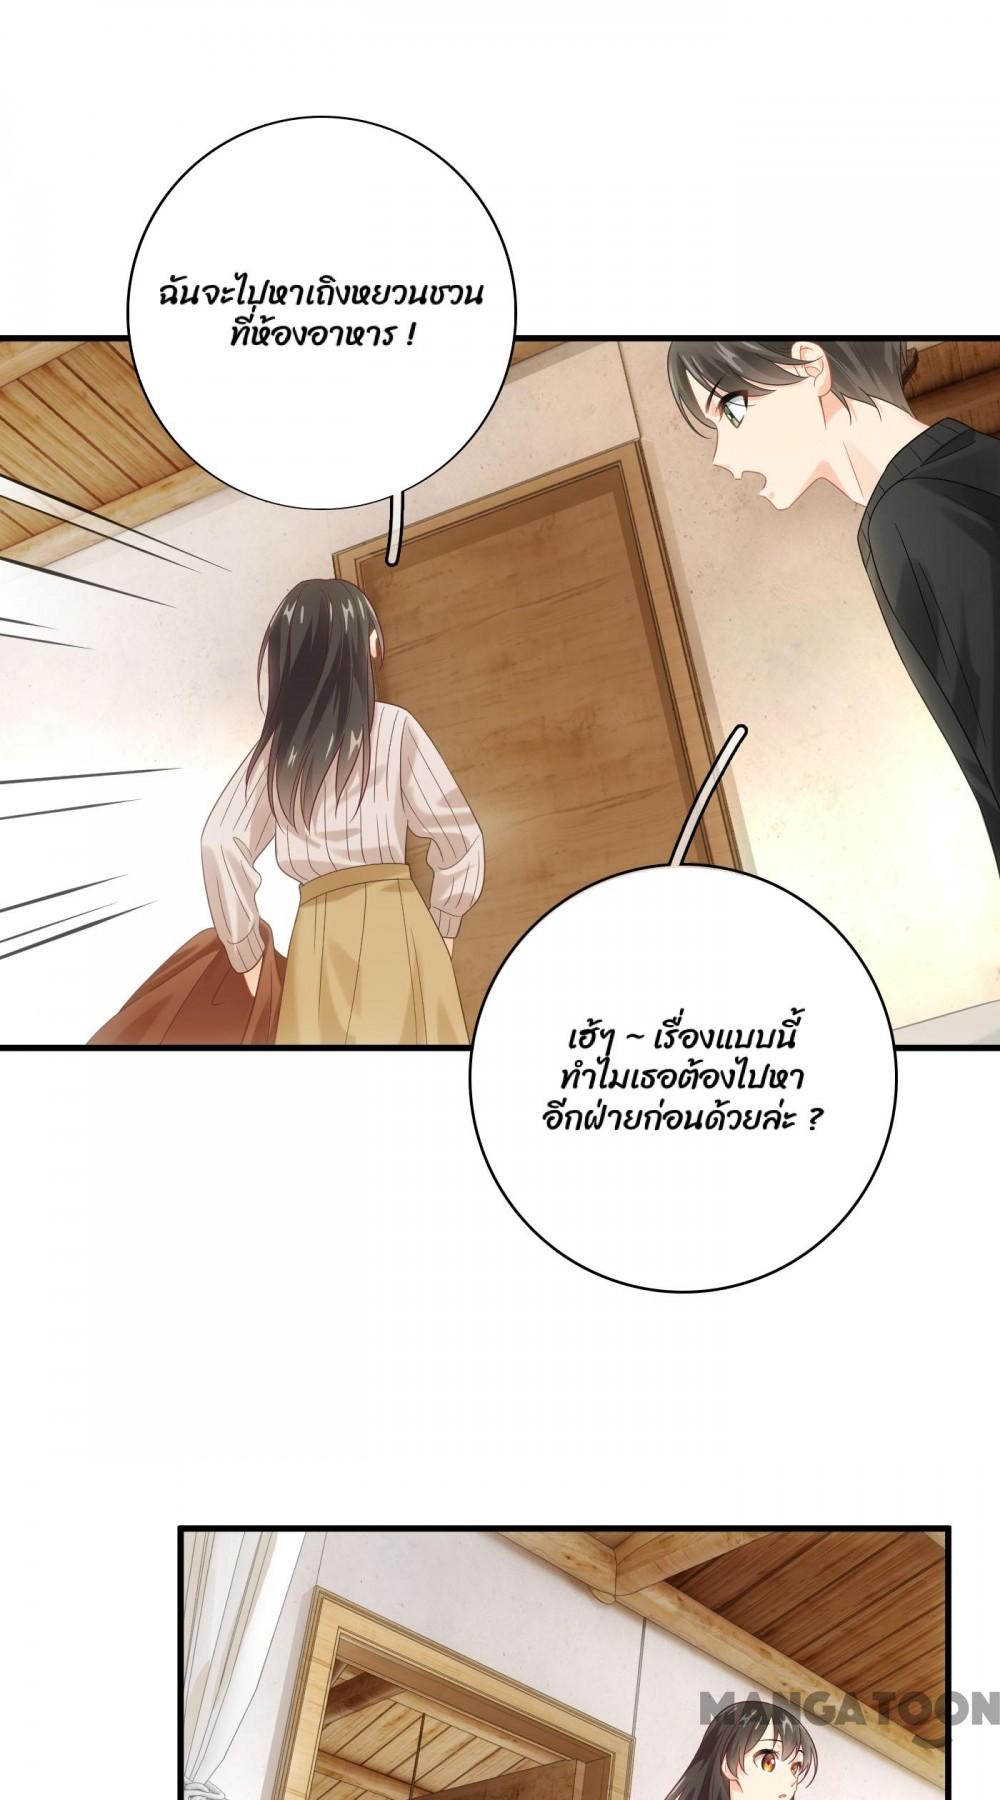 ฉันจะไปหาเถิงหยวนชวน
ที่ห้องอาหาร !
เฮ้ๆ ~ เรื่องแบบนี้
ทำไมเธอต้องไปหา
อีกฝ่ายก่อนด้วยล่ะ ?
MANGATOON